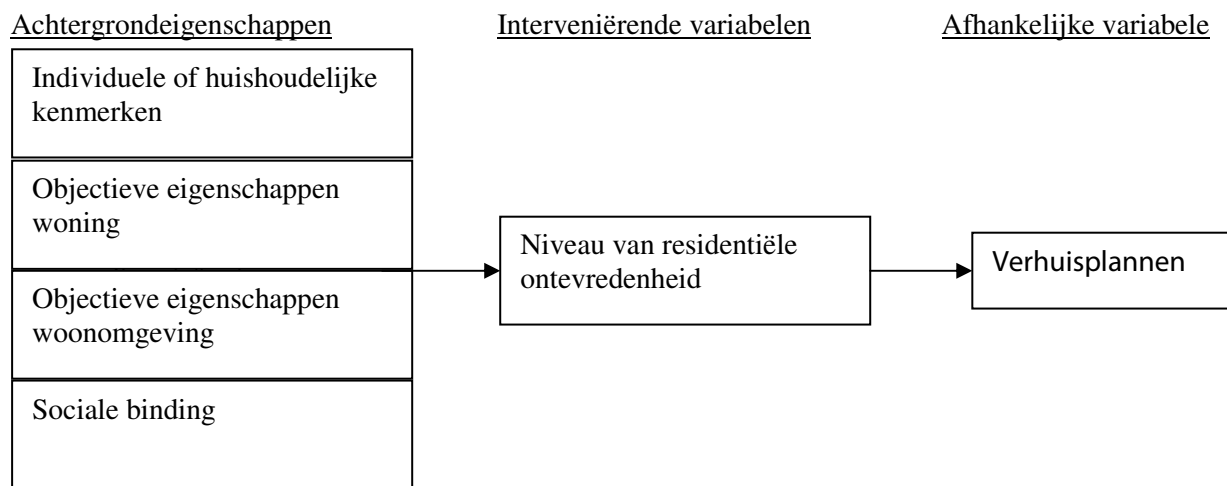 Achtergrondeigenschappen
Interveniërende variabelen
Afhankelijke variabele
Individuele of huishoudelijke
kenmerken
Objectieve eigenschappen
woning
Objectieve eigenschappen
woonomgeving
Sociale binding
Niveau van residentiële
ontevredenheid
Verhuisplannen